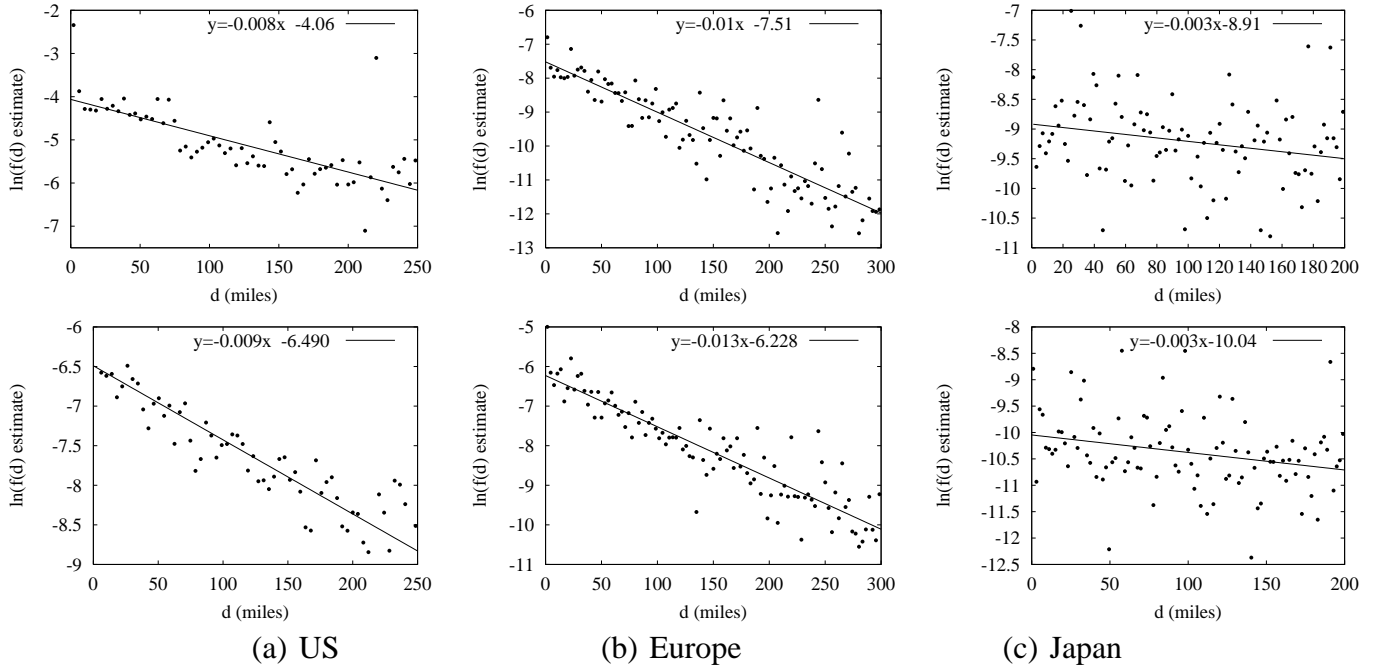 y=-0.008x -4.06
ln(f(d) estimate)
-2
-3
-4
-5
-6
-7
0 50 100 150 200 250
d (miles)
y=-0.01x -7.51
ln(f(d) estimate)
-6
-7
-8
-9
-10
-11
-12
-13
0 50 100 150 200 250 300
d (miles)
y=-0.003x-8.91
ln(f(d) estimate)
-7
-7.5
-8
-8.5
-9
-9.5
-10
-10.5
-11
0 20 40 60 80 100 120 140 160 180 200
d (miles)
y=-0.009x -6.490
ln(f(d) estimate)
-6
-6.5
-7
-7.5
-8
-8.5
-9
0 50 100 150 200 250
d (miles)
y=-0.013x-6.228
ln(f(d) estimate)
-5
-6
-7
-8
-9
-10
-11
0 50 100 150 200 250 300
d (miles)
y=-0.003x-10.04
ln(f(d) estimate)
-8
-8.5
-9
-9.5
-10
-10.5
-11
-11.5
-12
-12.5
0 50 100 150 200
d (miles)
(a) US
(b) Europe
(c) Japan